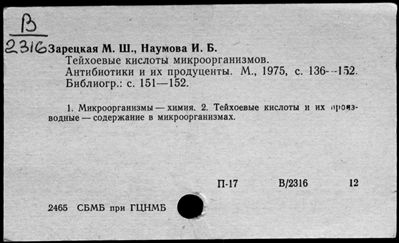 В
2316
Зарецкая М. Ш., Наумова И. Б.
Тейхоевые кислоты микроорганизмов.
Антибиотики и их продуценты. М., 1975, с. 136--152.
Библиогр.: с. 151—152.
1. Микроорганизмы — химия. 2. Тейхоевые кислоты и их произ-
водные — содержание в микроорганизмах.
П-17 В/2316 12
2465 СБМБ при ГЦНМБ